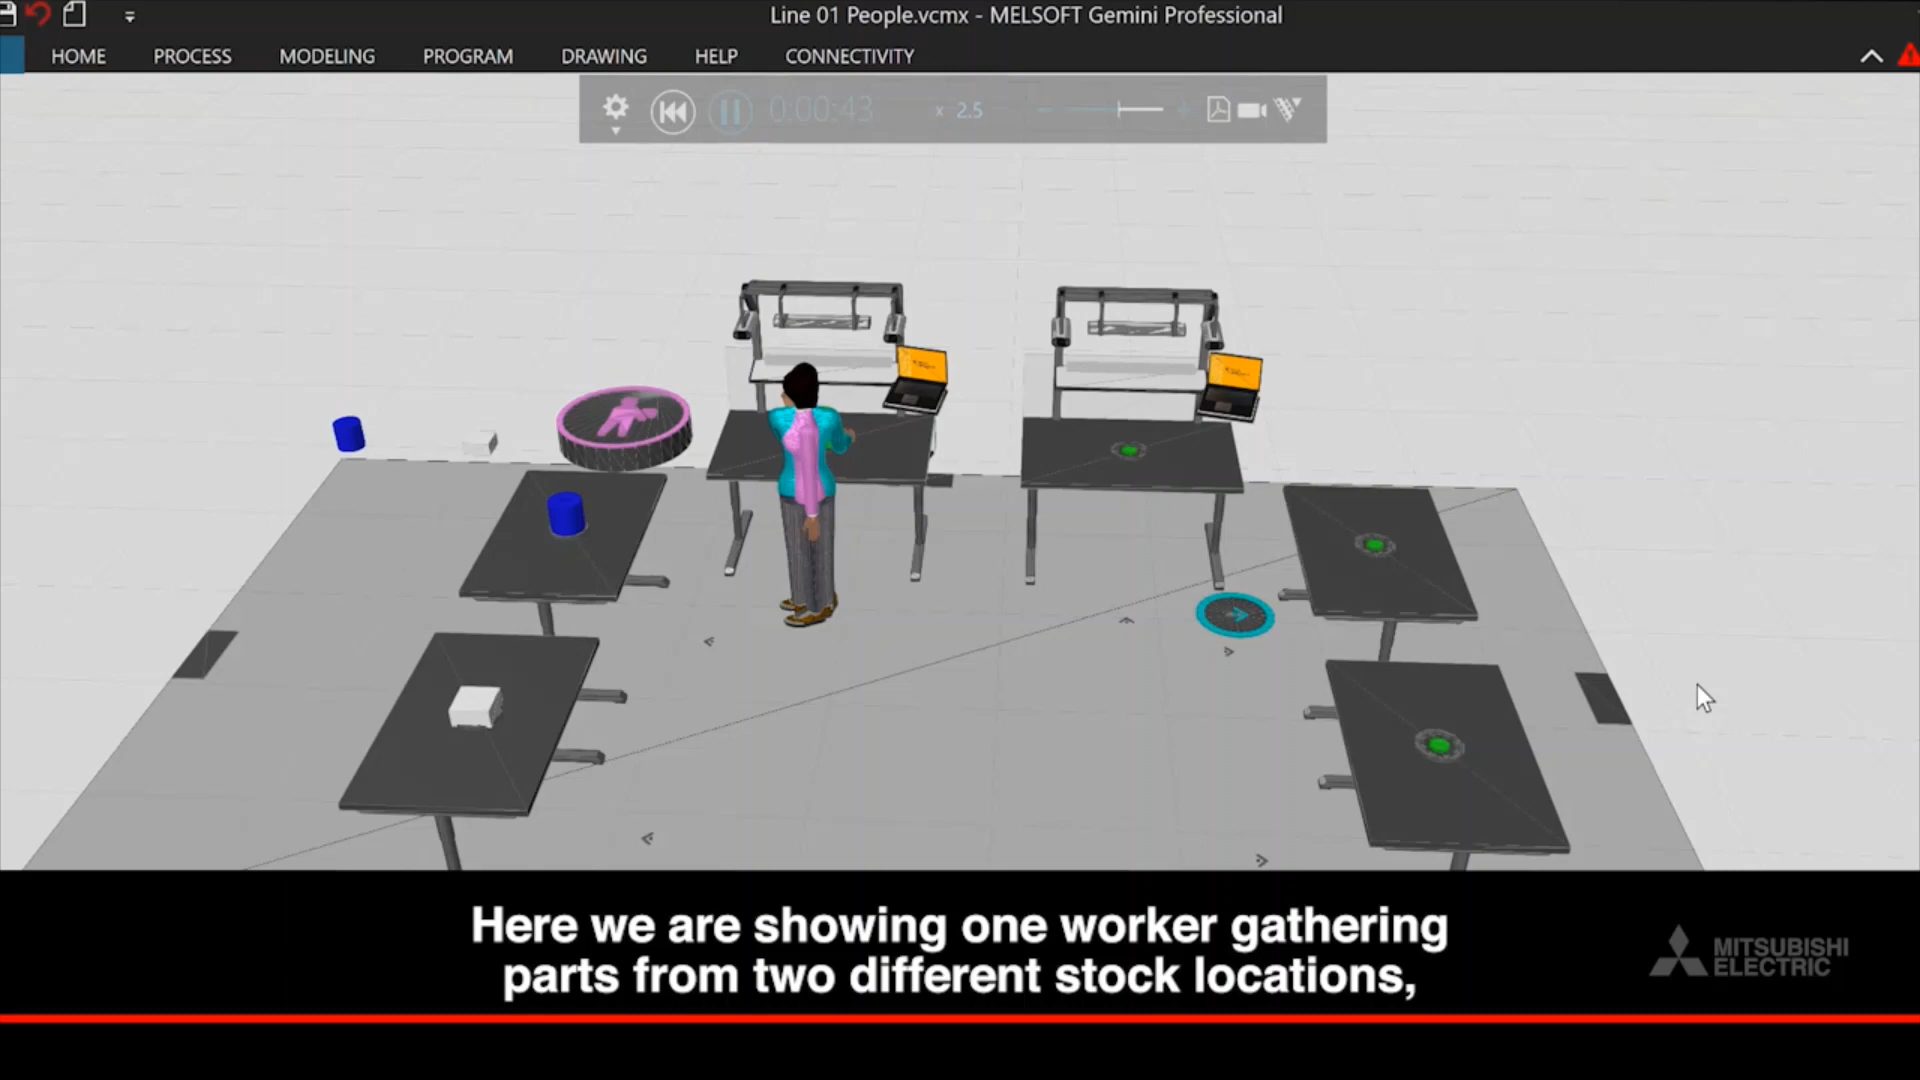 Line 01 People.vcmx - MELSOFT Gemini Professional
HOME PROCESS MODELING PROGRAM DRAWING HELP CONNECTIVITY
0:00:43 x 2.5
Here we are showing one worker gathering
parts from two different stock locations,
MITSUBISHI
ELECTRIC